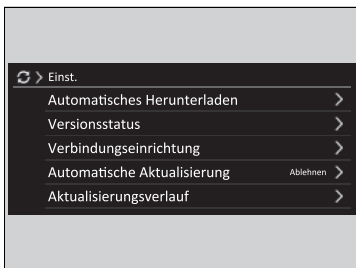 Einst.
Automatisches Herunterladen
Versionsstatus
Verbindungseinrichtung
Automatische Aktualisierung Ablehnen
Aktualisierungsverlauf